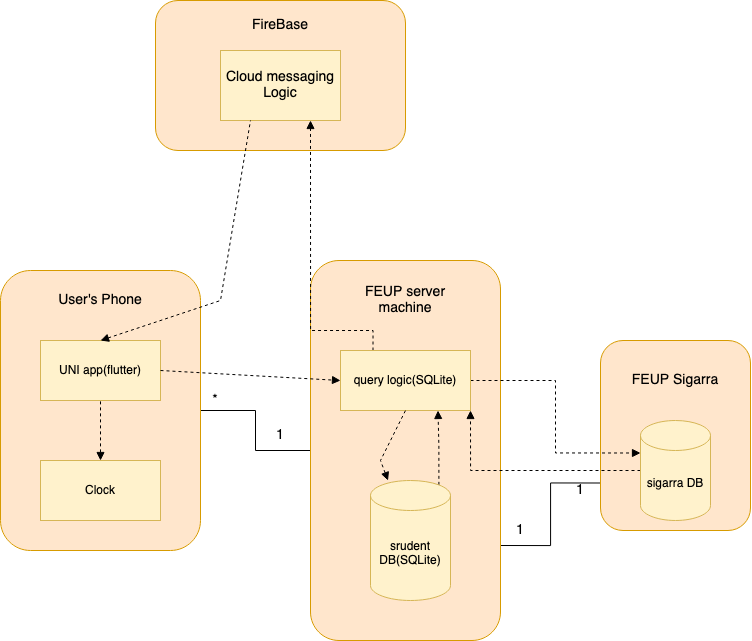 FireBase
Cloud messaging
Logic
User's Phone
UNI app(flutter)
Clock
*
1
FEUP server
machine
query logic(SQLite)
srudent
DB(SQLite)
1
1
FEUP Sigarra
sigarra DB